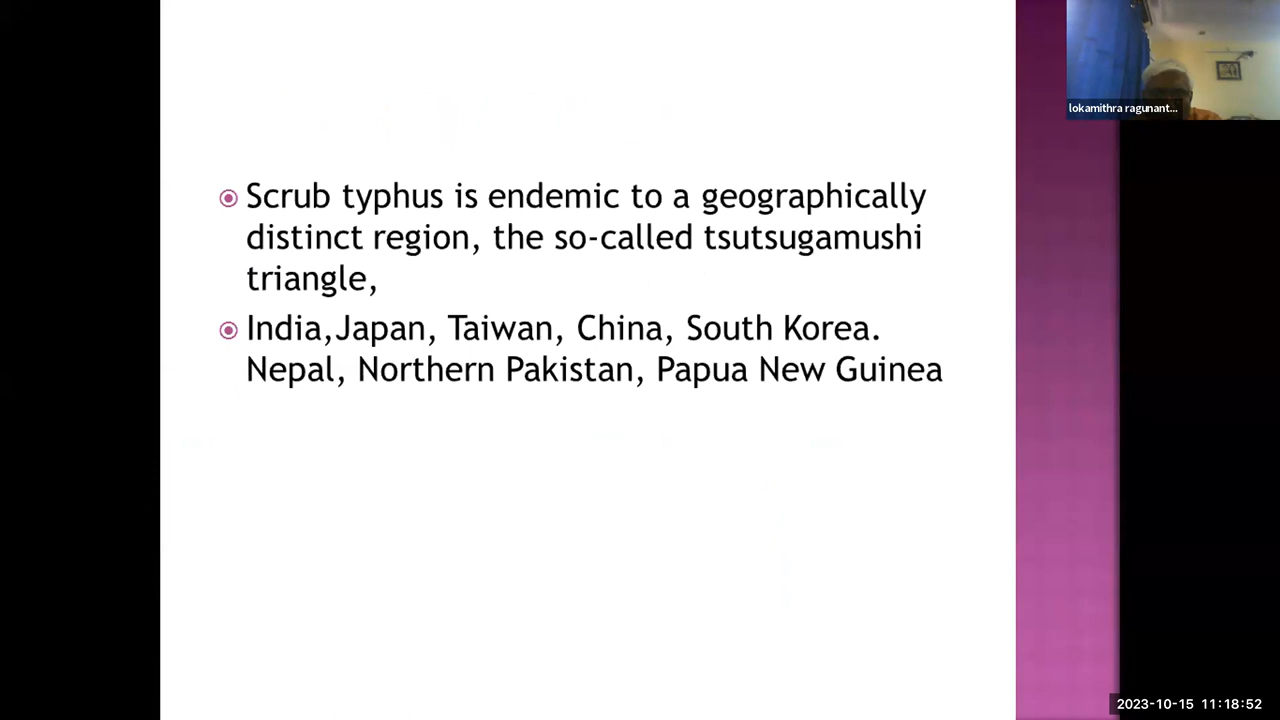 lokamithra ragunant...
Scrub typhus is endemic to a geographically
distinct region, the so-called tsutsugamushi
triangle,
India,Japan, Taiwan, China, South Korea.
Nepal, Northern Pakistan, Papua New Guinea
2023-10-15 11:18:52